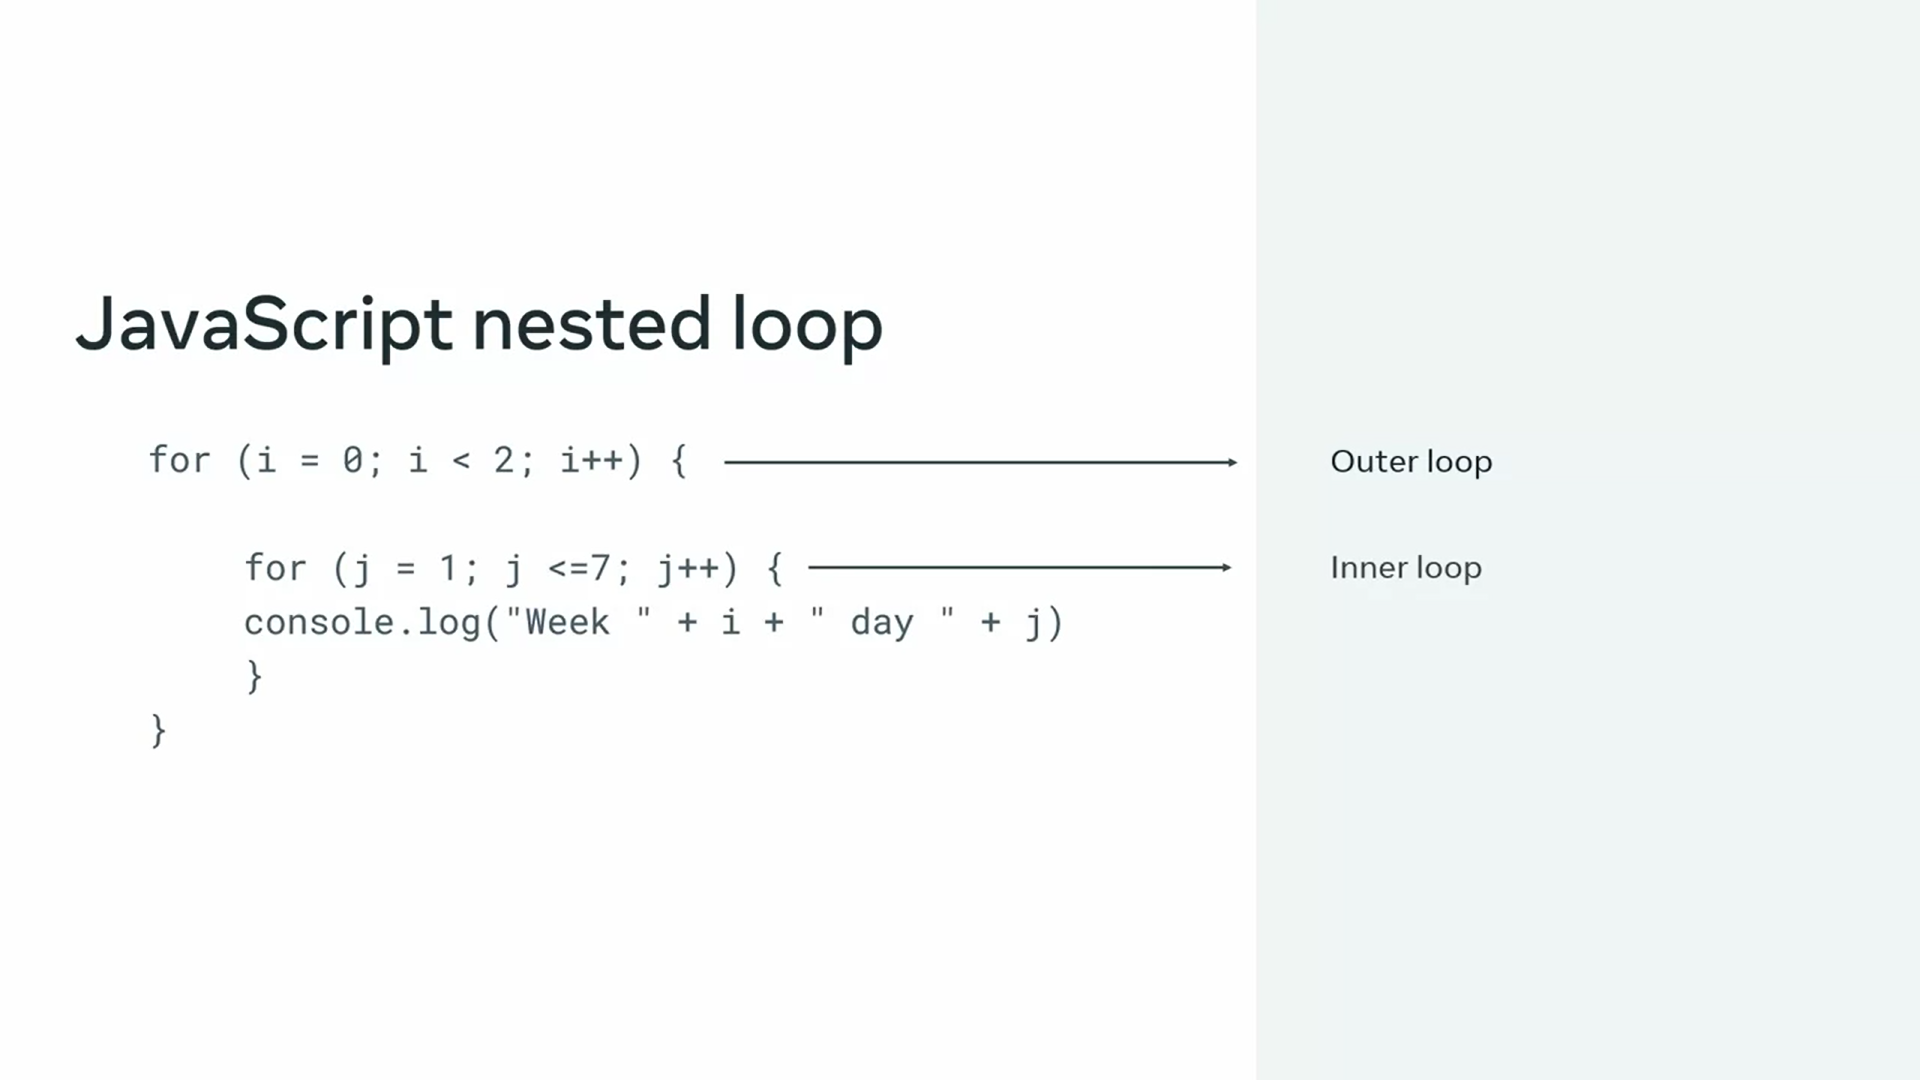 JavaScript nested loop
for (i = 0; i < 2; i++) {
Outer loop
for (j = 1; j <=7; j++) {
Inner loop
console.log("Week " + i + " day " + j)
}
}